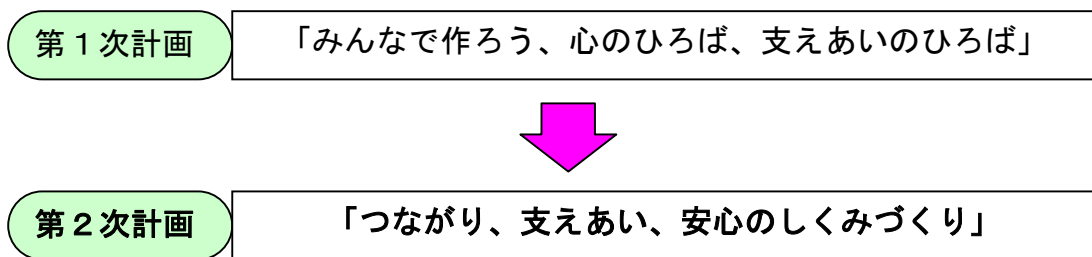 第１次計画
「みんなで作ろう、心のひろば、支えあいのひろば」
第２次計画
「つながり、支えあい、安心のしくみづくり」